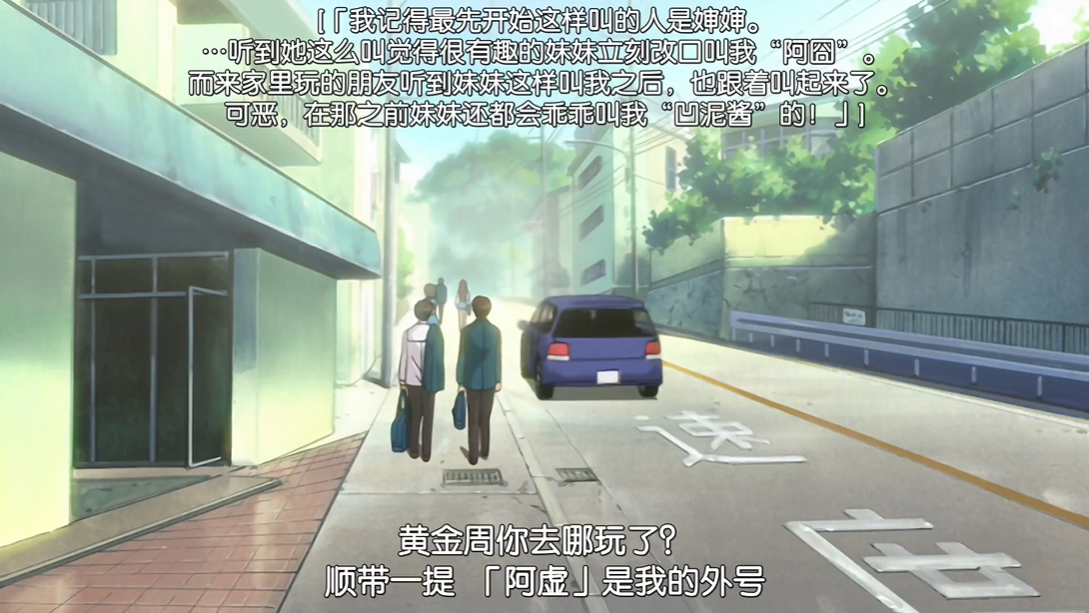 [「我记得最先开始这样叫的人是婶婶。
…听到她这么叫觉得很有趣的妹妹立刻改口叫我“阿囧”。
而来家里玩的朋友听到妹妹这样叫我之后，也跟着叫起来了。
可恶，在那之前妹妹还都会乖乖叫我“凹泥酱”的！」]
黄金周你去哪玩了？
顺带一提 「阿虚」是我的外号